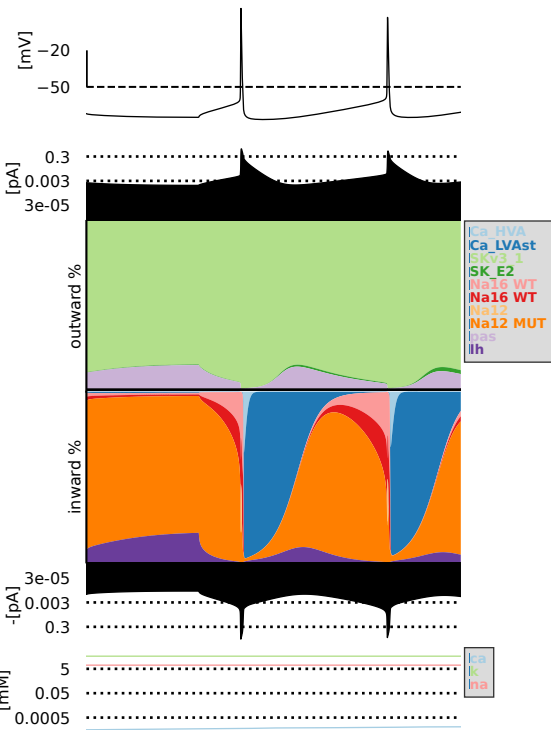 [mV]
−20
−50
[pA]
0.3
0.003
3e-05
outward %
Ca_HVA
Ca_LVAst
SKv3_1
SK_E2
Na16 WT
Na16 WT
Na12
Na12 MUT
pas
Ih
inward %
-[pA]
3e-05
0.003
0.3
[mM]
5
0.05
0.0005
ca
k
na